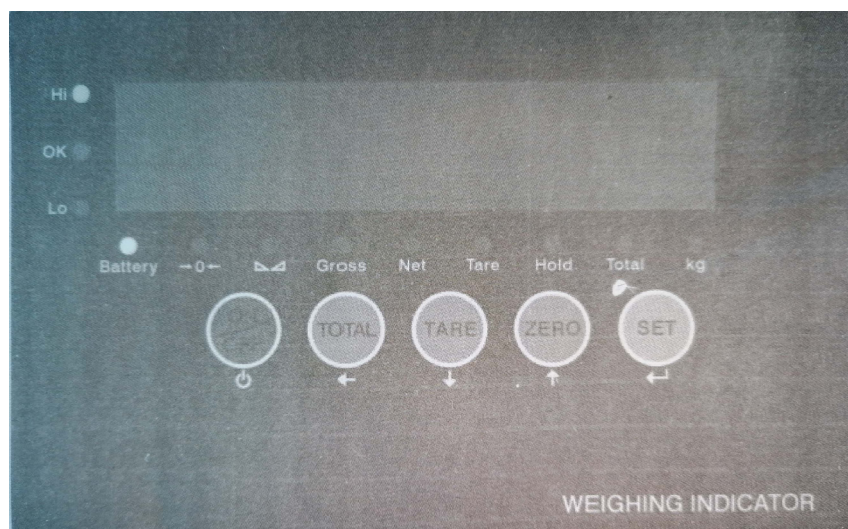 Hi
OK
Lo
Battery →0← Gross Net Tare Hold Total kg
TOTAL TARE ZERO SET
WEIGHING INDICATOR